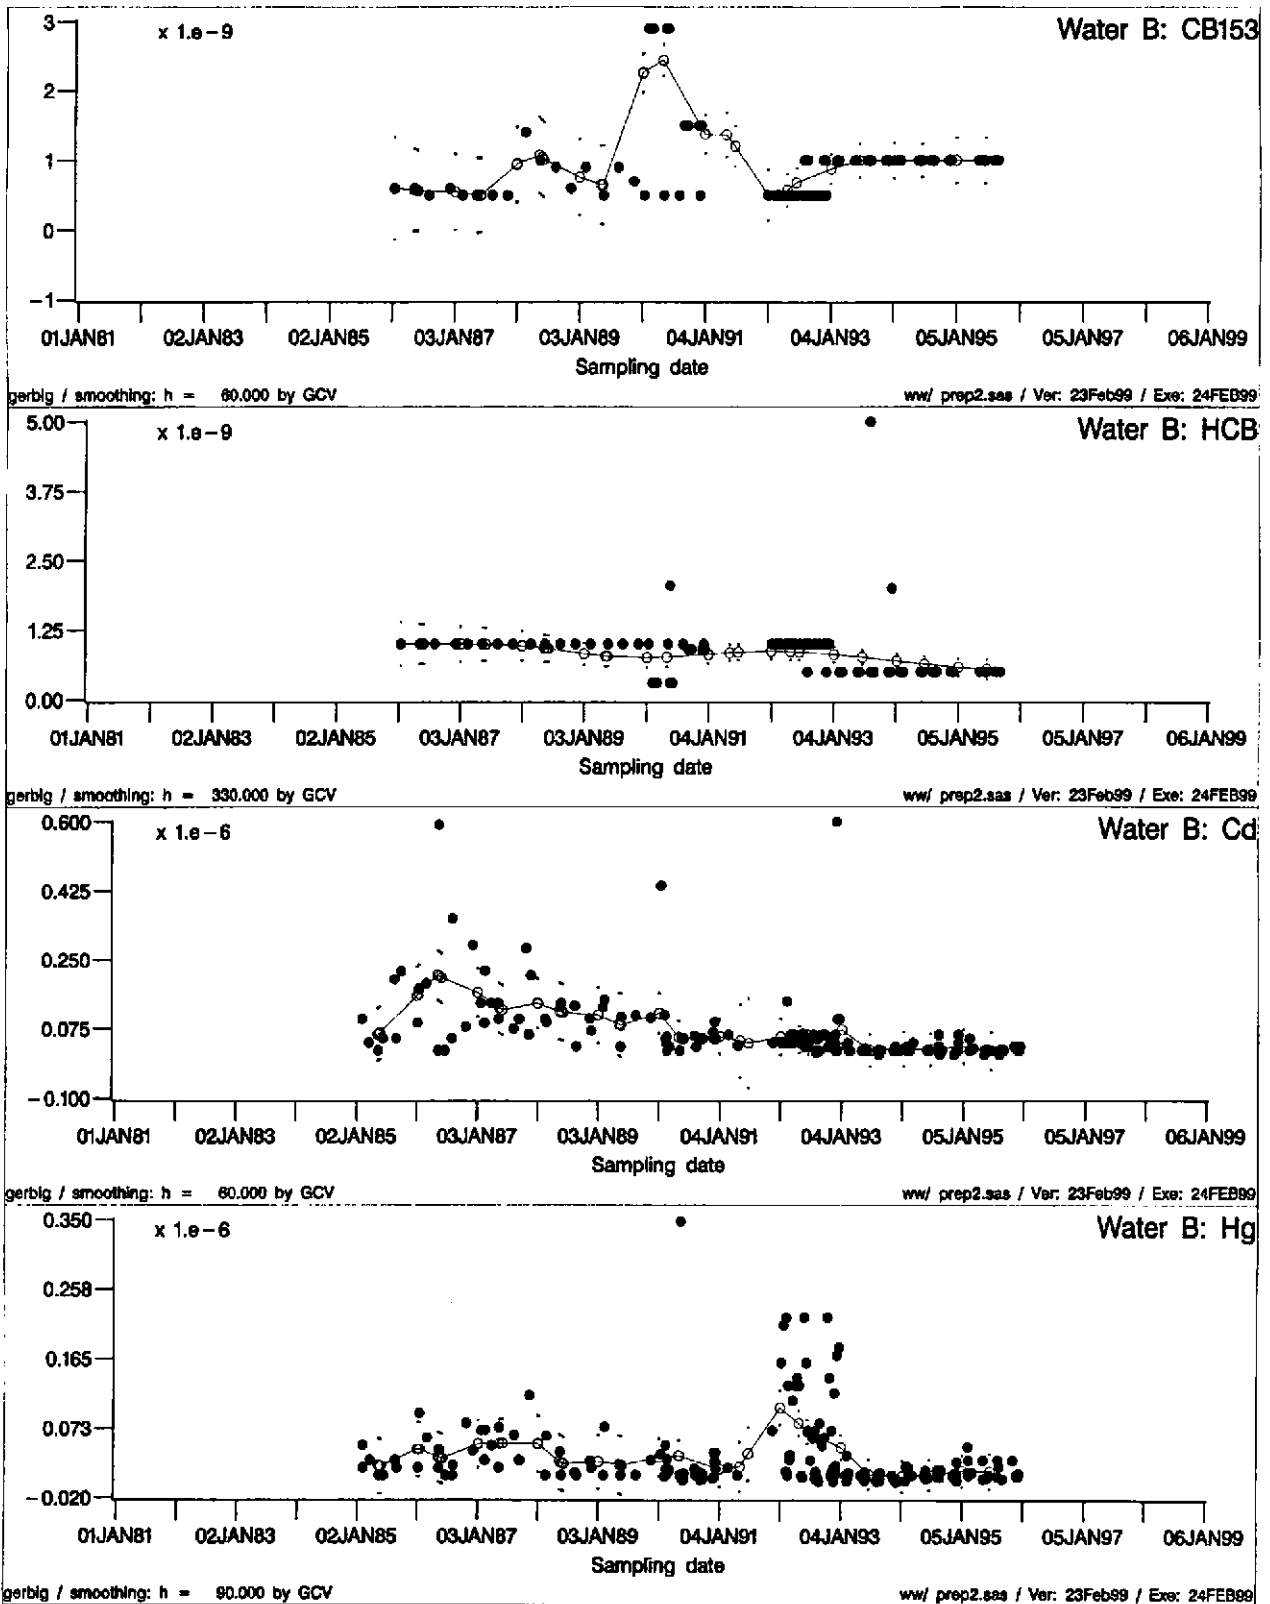 x 1.e-9 Water B: CB153
3
2
1
0
-1
01JAN81 02JAN83 02JAN85 03JAN87 03JAN89 04JAN91 04JAN93 05JAN95 05JAN97 06JAN99
Sampling date
gerbig / smoothing: h = 60.000 by GCV ww/ prep2.sas / Ver: 23Feb99 / Exe: 24FEB99
x 1.e-9 Water B: HCB
5.00
3.75
2.50
1.25
0.00
01JAN81 02JAN83 02JAN85 03JAN87 03JAN89 04JAN91 04JAN93 05JAN95 05JAN97 06JAN99
Sampling date
gerbig / smoothing: h = 330.000 by GCV ww/ prep2.sas / Ver: 23Feb99 / Exe: 24FEB99
x 1.e-6 Water B: Cd
0.600
0.425
0.250
0.075
-0.100
01JAN81 02JAN83 02JAN85 03JAN87 03JAN89 04JAN91 04JAN93 05JAN95 05JAN97 06JAN99
Sampling date
gerbig / smoothing: h = 60.000 by GCV ww/ prep2.sas / Ver: 23Feb99 / Exe: 24FEB99
x 1.e-6 Water B: Hg
0.350
0.258
0.165
0.073
-0.020
01JAN81 02JAN83 02JAN85 03JAN87 03JAN89 04JAN91 04JAN93 05JAN95 05JAN97 06JAN99
Sampling date
gerbig / smoothing: h = 90.000 by GCV ww/ prep2.sas / Ver: 23Feb99 / Exe: 24FEB99